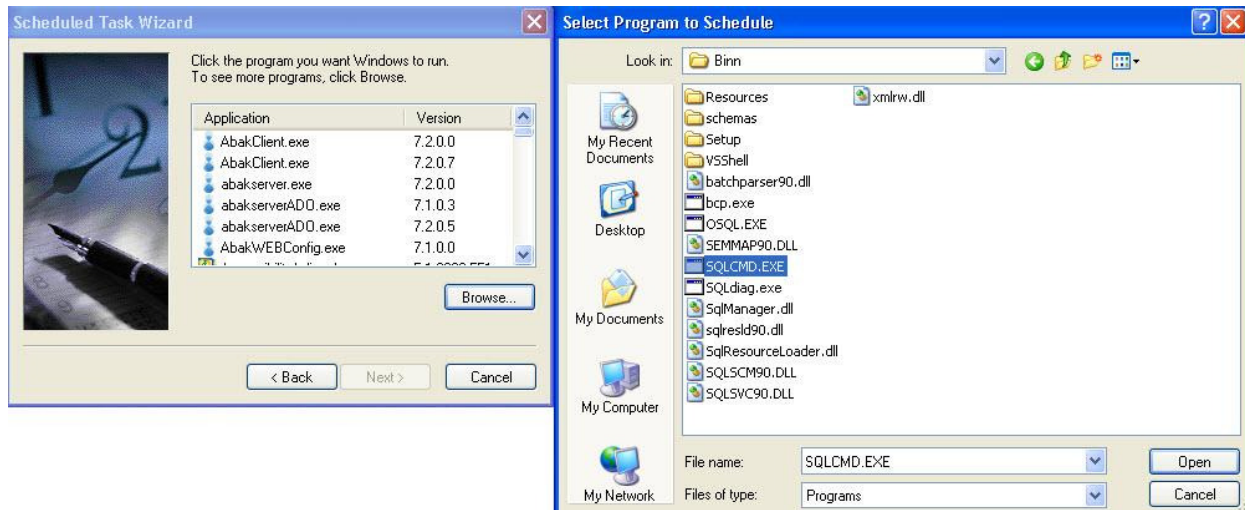 Scheduled Task Wizard
Click the program you want Windows to run.
To see more programs, click Browse.
Application Version
AbakClient.exe 7.2.0.0
AbakClient.exe 7.2.0.7
abakserver.exe 7.2.0.0
abakserverADO.exe 7.1.0.3
abakserverADO.exe 7.2.0.5
AbakWEBConfig.exe 7.1.0.0
Browse...
< Back Next > Cancel
Select Program to Schedule
Look in: Binn
My Recent
Documents
Desktop
My Documents
My Computer
My Network
Resources
schemas
Setup
VSShell
batchparser90.dll
bcp.exe
OSQL.EXE
SEMMAP90.DLL
SQLCMD.EXE
SQLdiag.exe
SqlManager.dll
sqlresld90.dll
SqlResourceLoader.dll
SQLSCM90.DLL
SQLSVC90.DLL
xmlrw.dll
File name: SQLCMD.EXE Open
Files of type: Programs Cancel